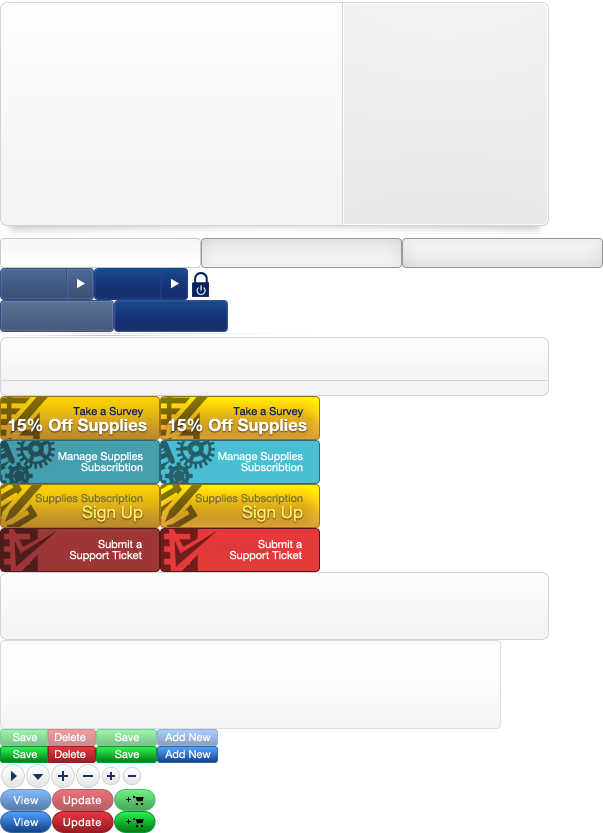 Take a Survey Take a Survey
15% Off Supplies 15% Off Supplies
Manage Supplies Manage Supplies
Subscribtion Subscribtion
Supplies Subscription Supplies Subscription
Sign Up Sign Up
Submit a Submit a
Support Ticket Support Ticket
Save Delete Save Add New
Save Delete Save Add New
View Update +
View Update +